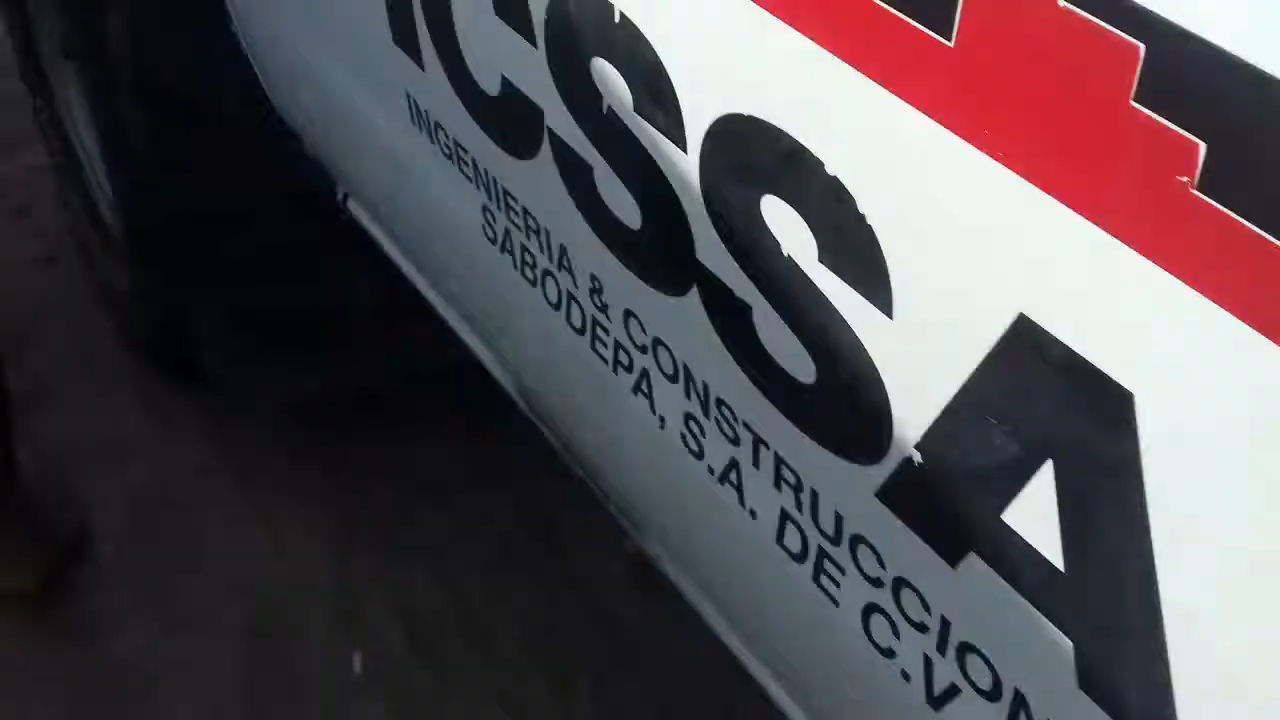 ICSSA
INGENIERIA & CONSTRUCCION
SABODEPA, S.A. DE C.V